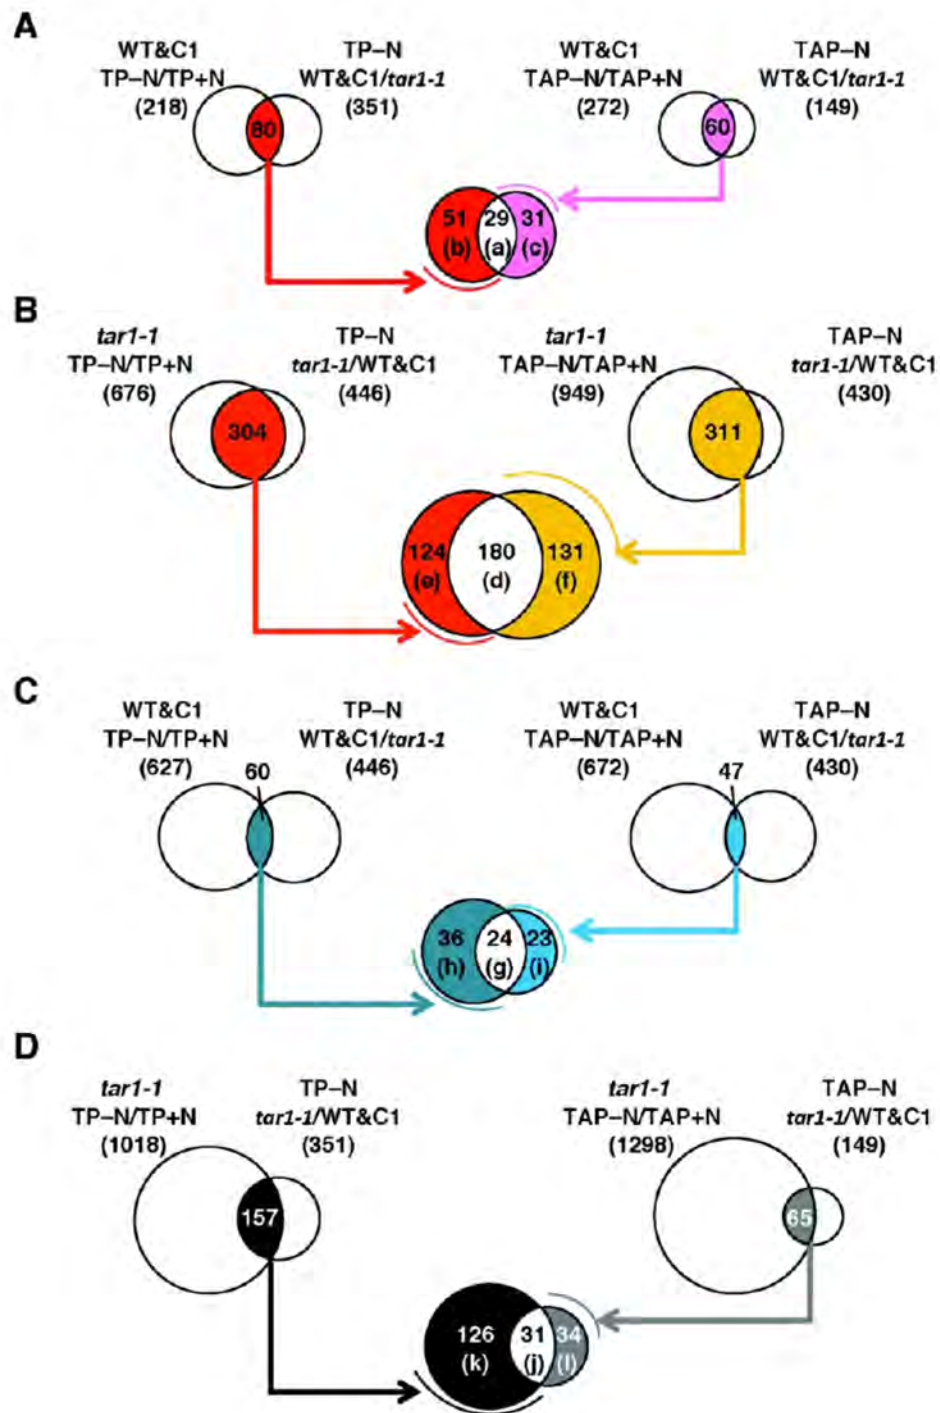 A
WT&C1
TP–N/TP+N
(218)
TP–N
WT&C1/tar1-1
(351)
80
WT&C1
TAP–N/TAP+N
(272)
TAP–N
WT&C1/tar1-1
(149)
60
51
(b)
29
(a)
31
(c)
B
tar1-1
TP–N/TP+N
(676)
TP–N
tar1-1/WT&C1
(446)
304
tar1-1
TAP–N/TAP+N
(949)
TAP–N
tar1-1/WT&C1
(430)
311
124
(e)
180
(d)
131
(f)
C
WT&C1
TP–N/TP+N
(627)
60
TP–N
WT&C1/tar1-1
(446)
WT&C1
TAP–N/TAP+N
(672)
47
TAP–N
WT&C1/tar1-1
(430)
36
(h)
24
(g)
23
(i)
D
tar1-1
TP–N/TP+N
(1018)
TP–N
tar1-1/WT&C1
(351)
157
tar1-1
TAP–N/TAP+N
(1298)
TAP–N
tar1-1/WT&C1
(149)
65
126
(k)
31
(j)
34
(l)